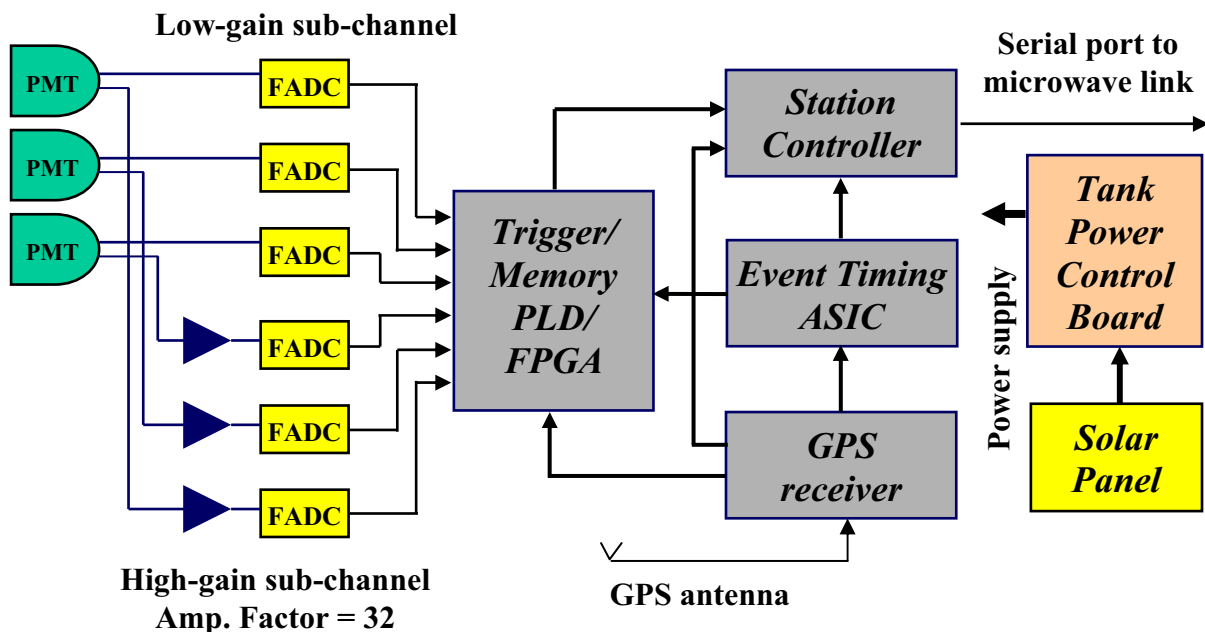 Low-gain sub-channel
PMT
FADC
PMT
FADC
PMT
FADC
FADC
FADC
FADC
High-gain sub-channel
Amp. Factor = 32
Trigger/
Memory
PLD/
FPGA
Station
Controller
Event Timing
ASIC
GPS
receiver
GPS antenna
Serial port to
microwave link
Tank
Power
Control
Board
Power supply
Solar
Panel